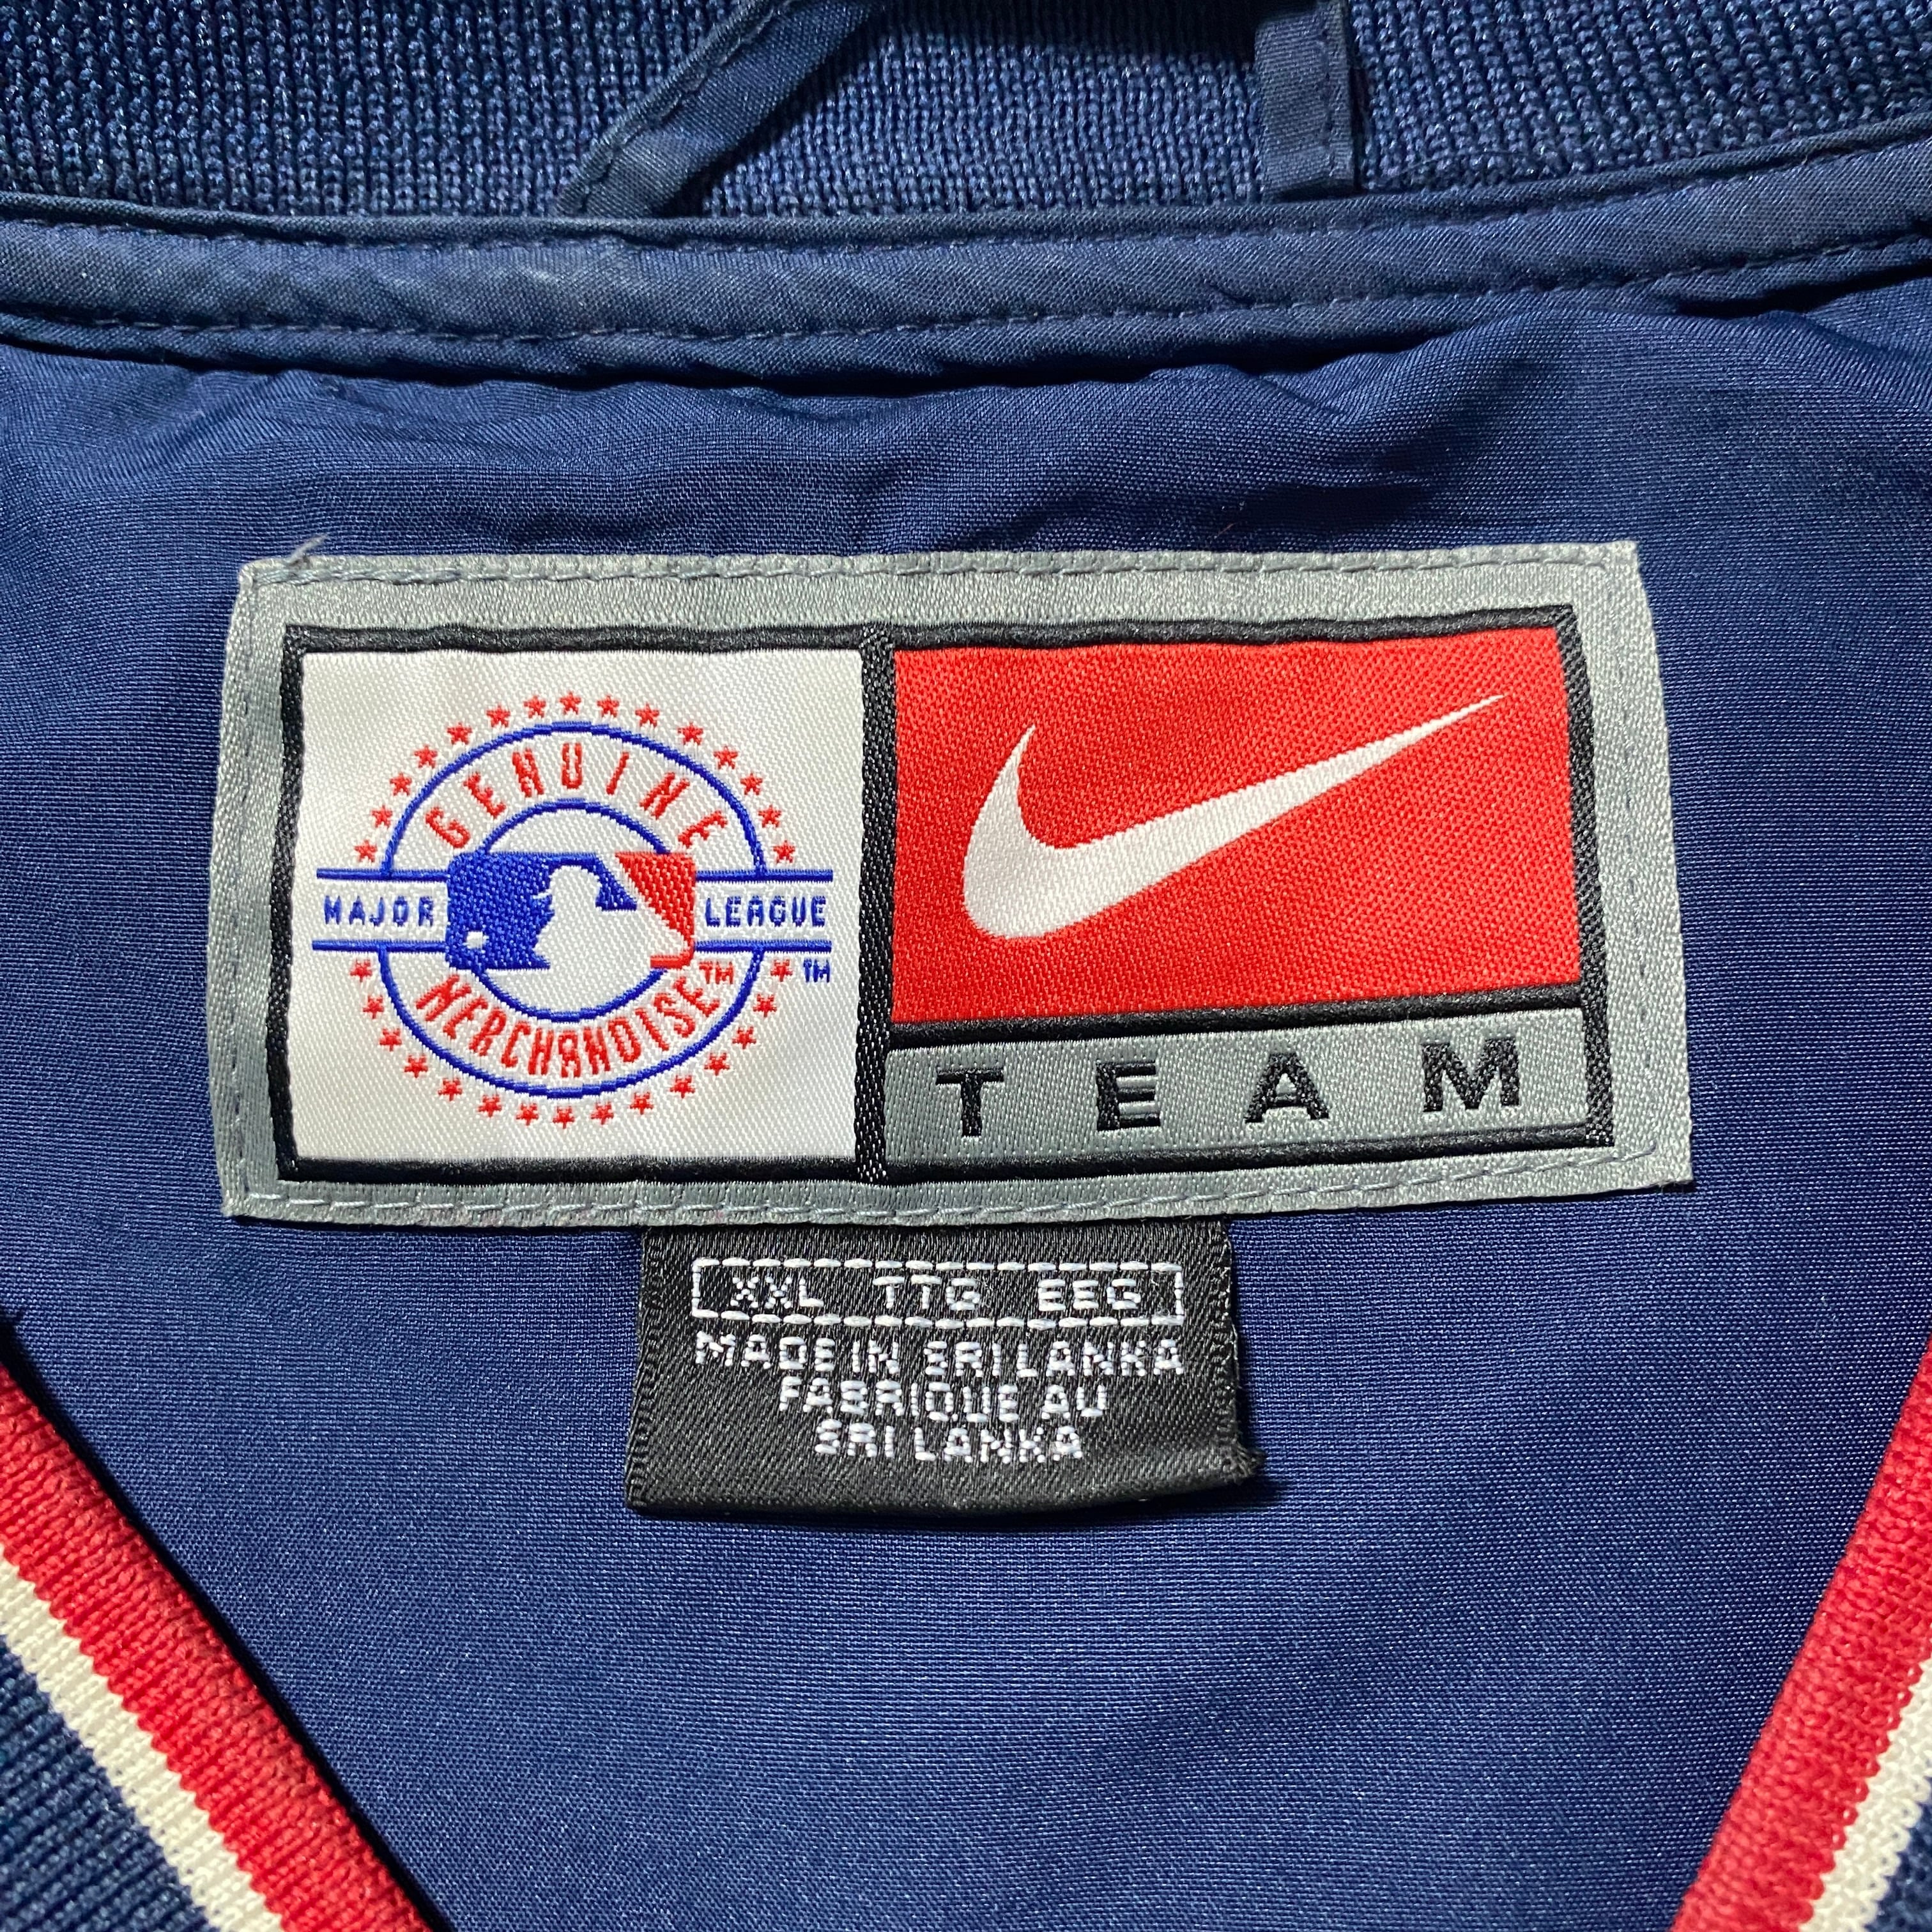 GENUINE
MAJOR LEAGUE
MERCHANDISE™ ™
TEAM
XXL TTG EEG
MADE IN SRI LANKA
FABRIQUE AU
SRI LANKA